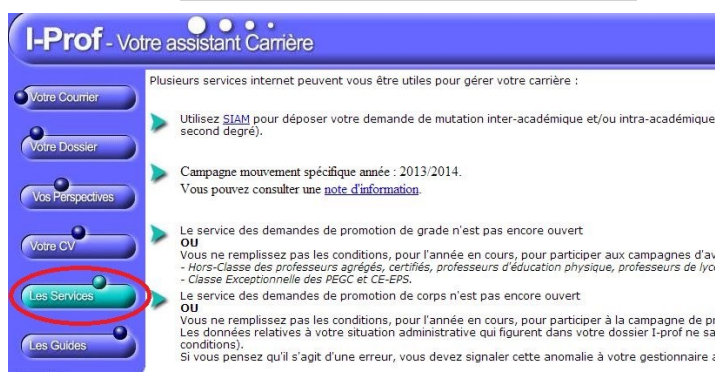 I-Prof - Votre assistant Carrière
Votre Courrier
Votre Dossier
Vos Perspectives
Votre CV
Les Services
Les Guides
Plusieurs services internet peuvent vous être utiles pour gérer votre carrière :
Utilisez SIAM pour déposer votre demande de mutation inter-académique et/ou intra-académique
second degré).
Campagne mouvement spécifique année : 2013/2014.
Vous pouvez consulter une note d'information.
Le service des demandes de promotion de grade n'est pas encore ouvert
OU
Vous ne remplissez pas les conditions, pour l'année en cours, pour participer aux campagnes d'av
- Hors-Classe des professeurs agrégés, certifiés, professeurs d'éducation physique, professeurs de lyc
- Classe Exceptionnelle des PEGC et CE-EPS.
Le service des demandes de promotion de corps n'est pas encore ouvert
OU
Vous ne remplissez pas les conditions, pour l'année en cours, pour participer à la campagne de pr
Les données relatives à votre situation administrative qui figurent dans votre dossier I-prof ne sa
conditions).
Si vous pensez qu'il s'agit d'une erreur, vous devez signaler cette anomalie à votre gestionnaire a